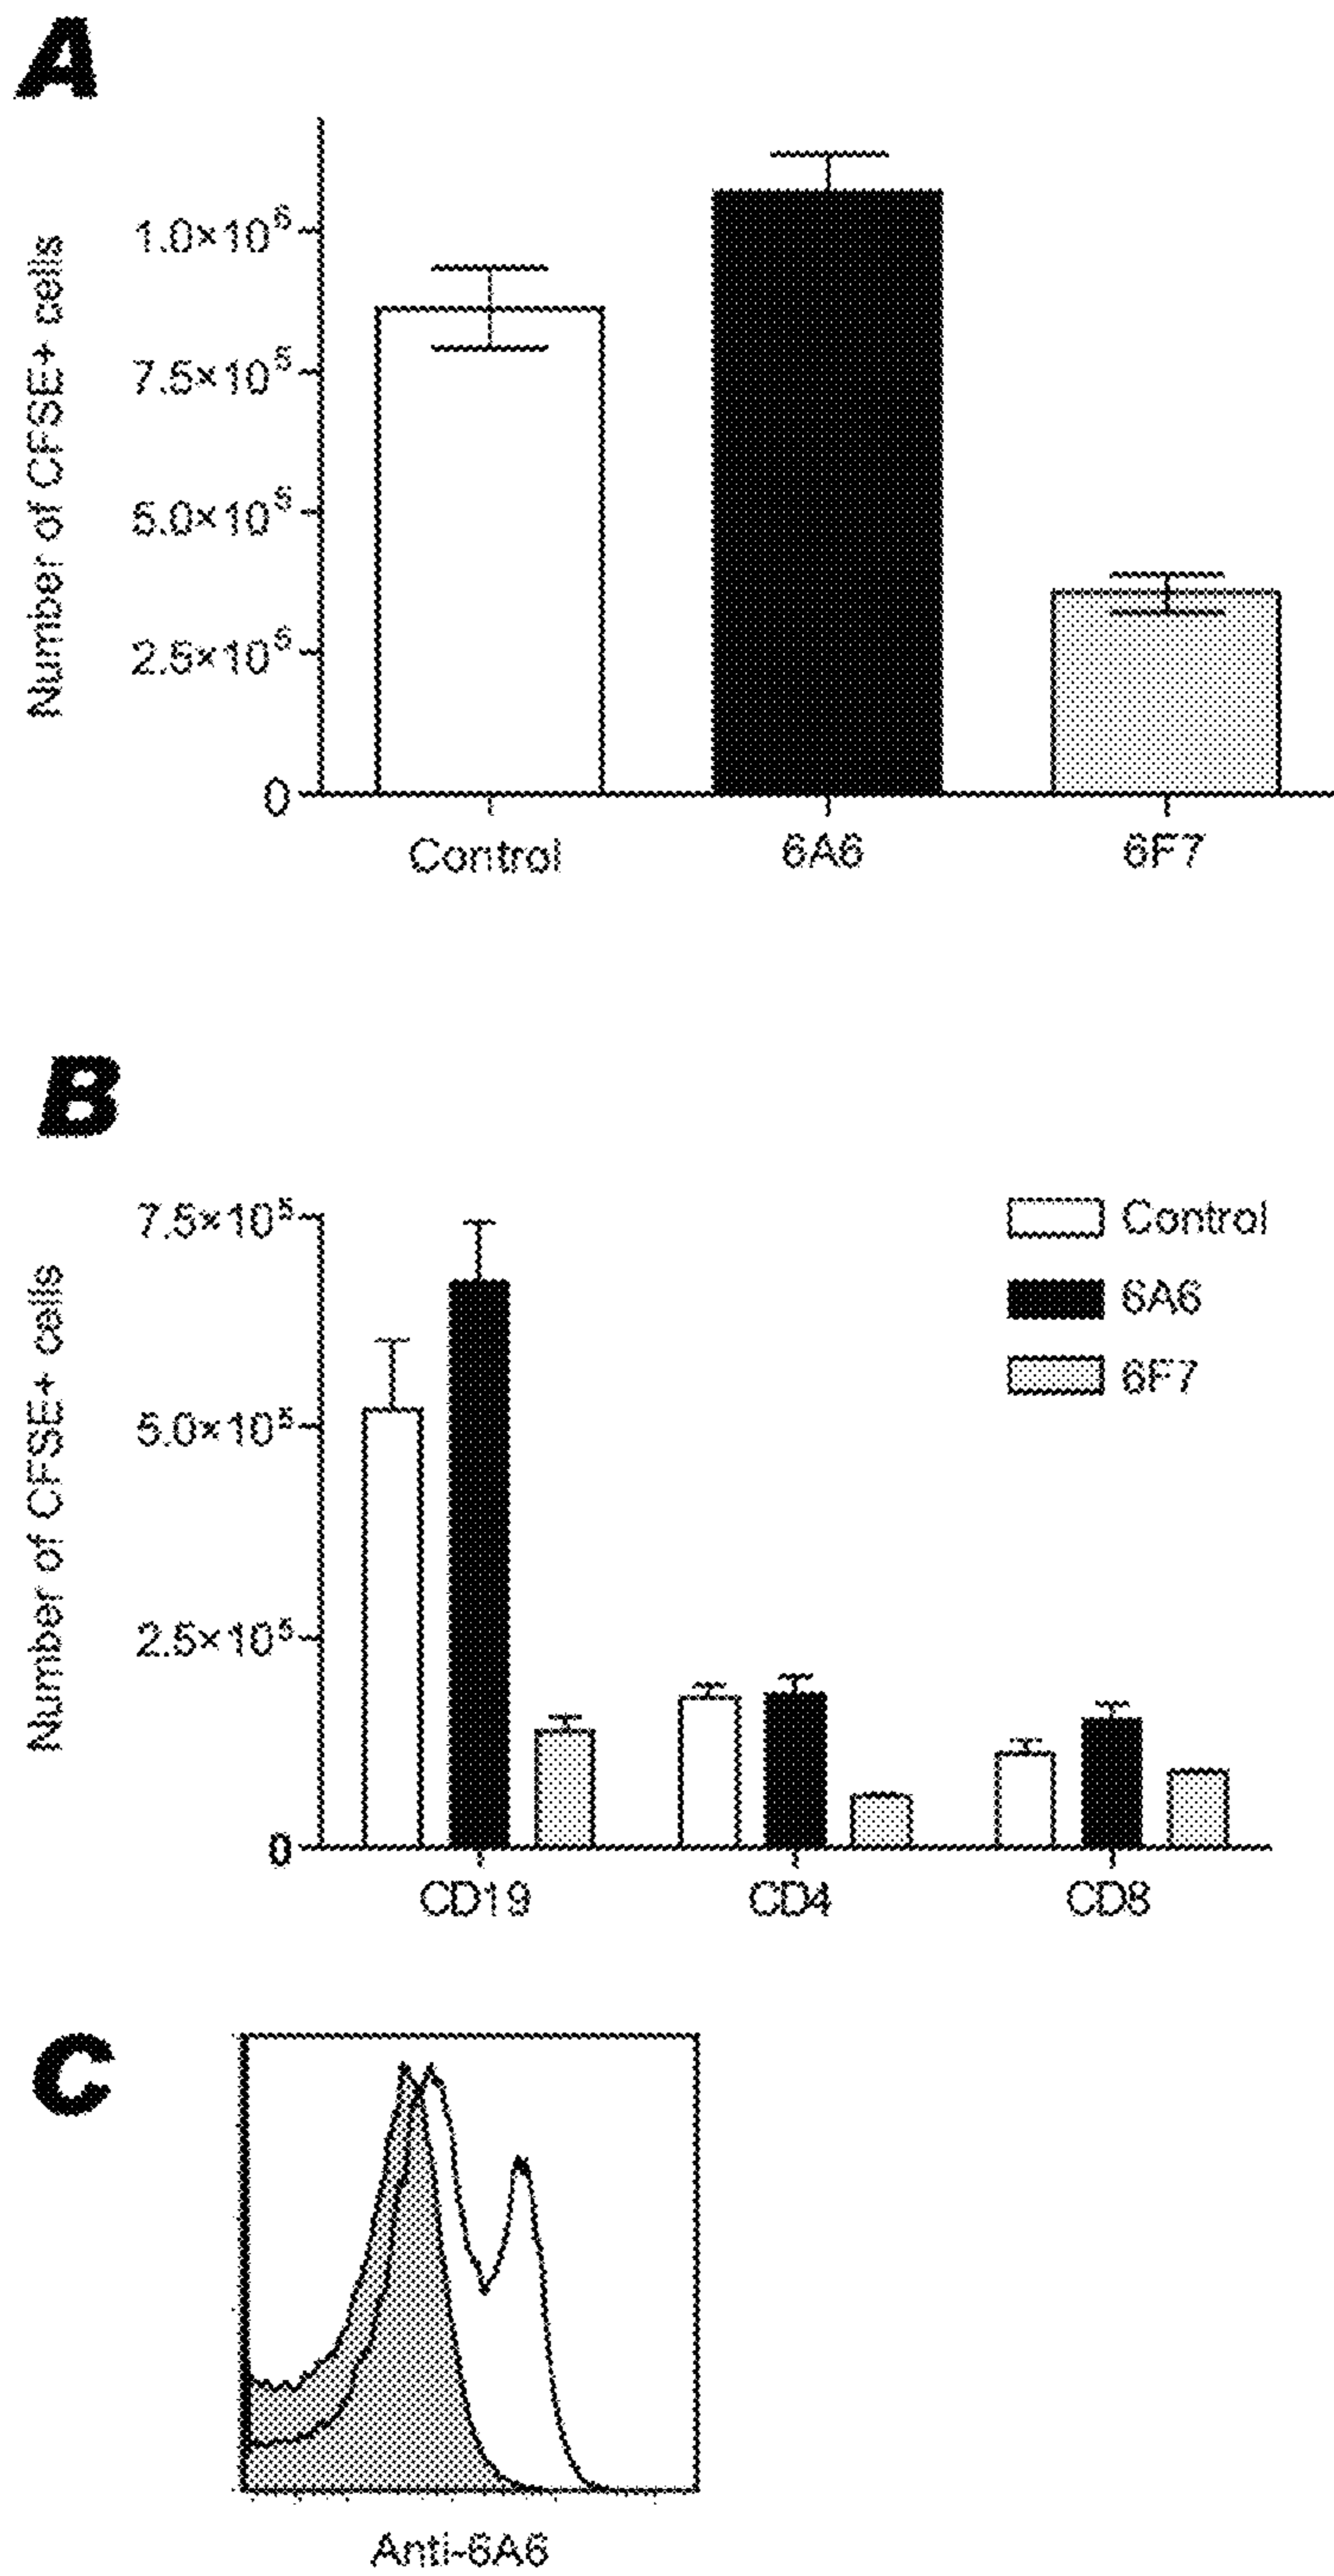 A
Number of CFSE+ cells
1.0×10⁶
7.5×10⁵
5.0×10⁵
2.5×10⁵
0
Control
6A6
6F7
B
Number of CFSE+ cells
7.5×10⁵
5.0×10⁵
2.5×10⁵
0
Control
6A6
6F7
CD19
CD4
CD8
C
Anti-6A6